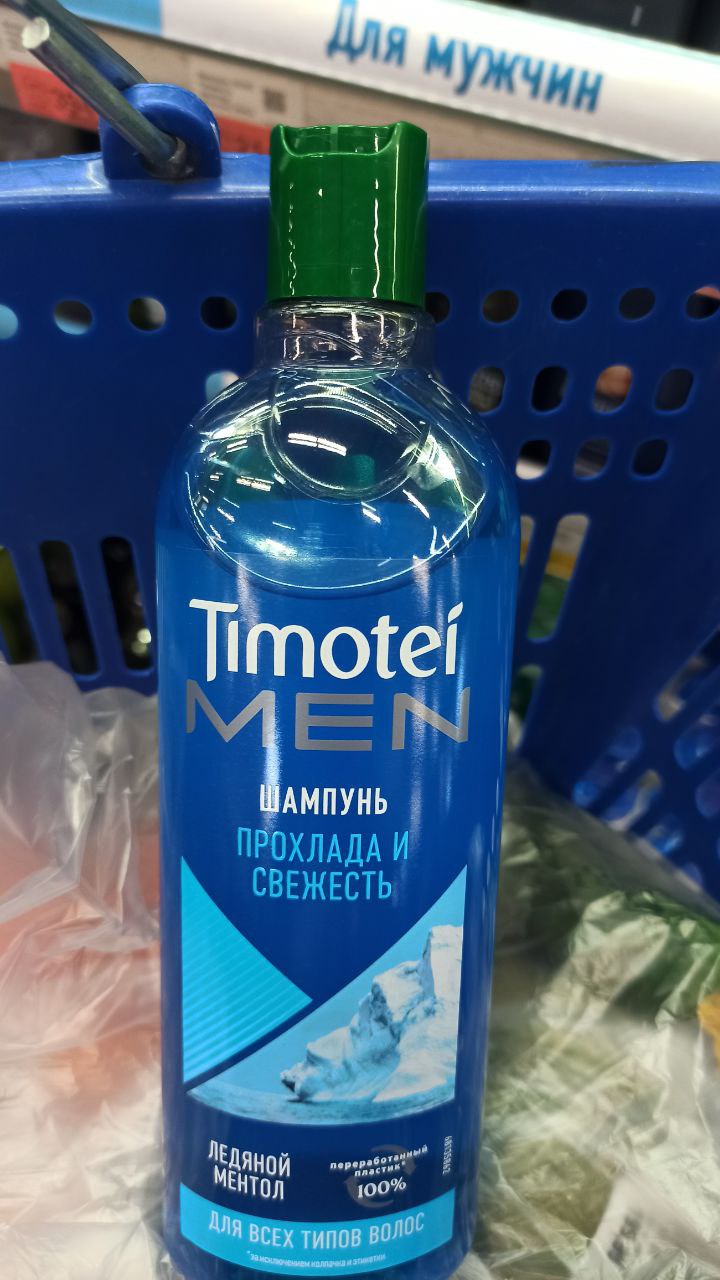 Для мужчин
Timotei
MEN
ШАМПУНЬ
ПРОХЛАДА И
СВЕЖЕСТЬ
ЛЕДЯНОЙ
МЕНТОЛ
переработанный
пластик*
100%
ДЛЯ ВСЕХ ТИПОВ ВОЛОС
*за исключением колпачка и этикетки